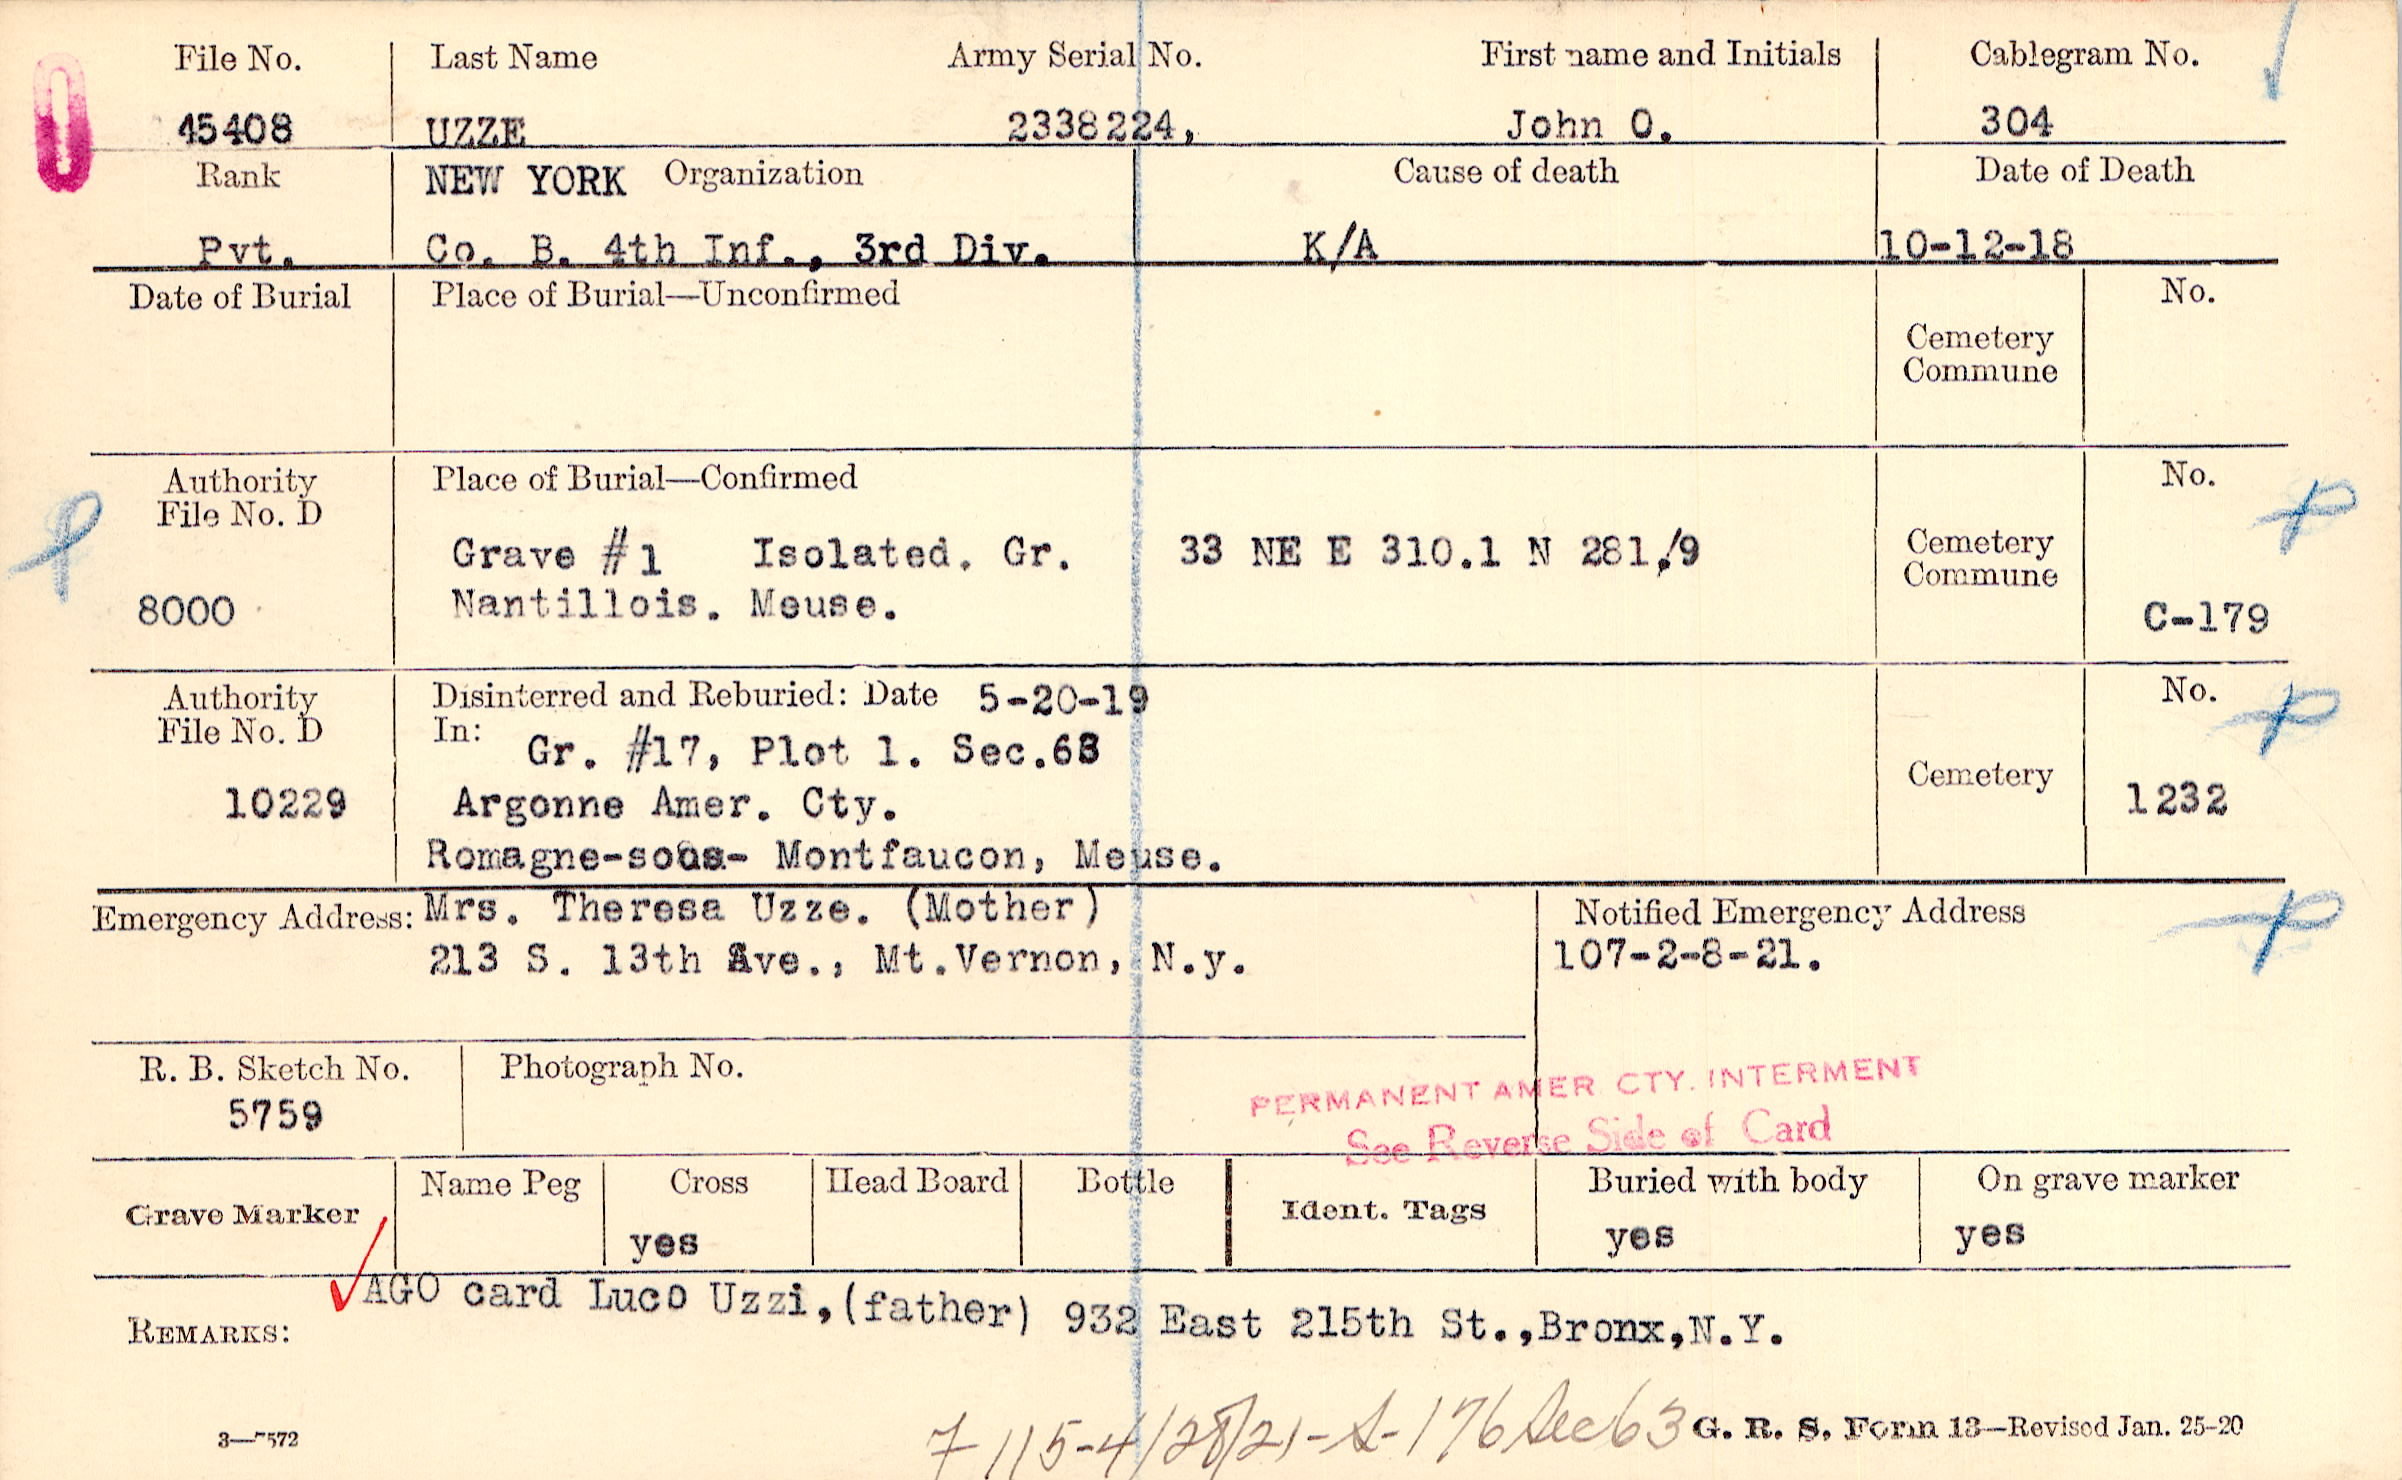 File No. Last Name Army Serial No. First name and Initials Cablegram No.
45408 UZZE 2338224, John O. 304
Rank NEW YORK Organization Cause of death Date of Death
Pvt. Co. B. 4th Inf., 3rd Div. K/A 10-12-18
Date of Burial Place of Burial—Unconfirmed No.
Cemetery
Commune
Authority Place of Burial—Confirmed No.
File No. D
Grave #1 Isolated. Gr. 33 NE E 310.1 N 281.9 Cemetery
Commune
8000 Nantillois. Meuse. C-179
Authority Disinterred and Reburied: Date 5-20-19 No.
File No. D In:
Gr. #17, Plot 1. Sec.63
Cemetery
10229 Argonne Amer. Cty. 1232
Romagne-sous- Montfaucon, Meuse.
Emergency Address: Mrs. Theresa Uzze. (Mother) Notified Emergency Address
213 S. 13th Ave., Mt.Vernon, N.y. 107-2-8-21.
R. B. Sketch No. Photograph No.
5759
PERMANENT AMER CTY. INTERMENT
See Reverse Side of Card
Grave Marker Name Peg Cross Head Board Bottle Ident. Tags Buried with body On grave marker
yes yes yes
AGO card Luco Uzzi,(father) 932 East 215th St.,Bronx,N.Y.
REMARKS:
7 115-4/28/21-A-176 Sec 63
3—7572 G. R. S. Form 13—Revised Jan. 25-20